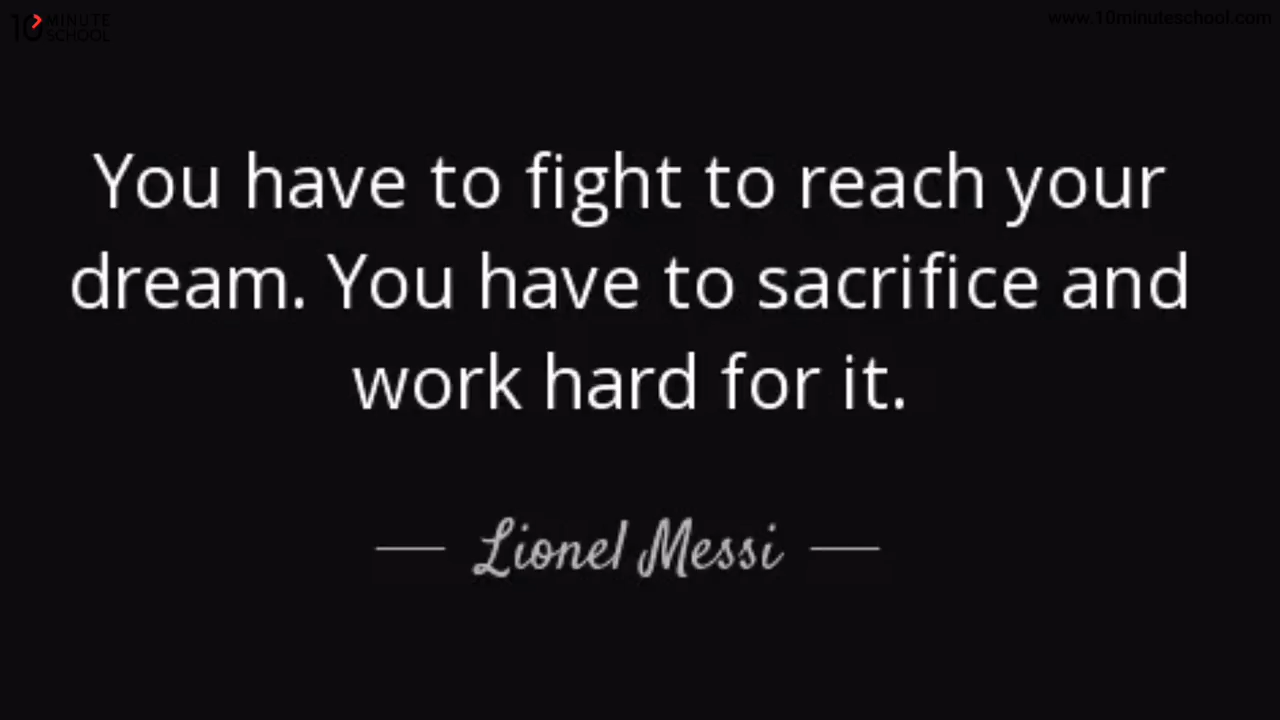 10 MINUTE SCHOOL
www.10minuteschool.com
You have to fight to reach your
dream. You have to sacrifice and
work hard for it.
— Lionel Messi —